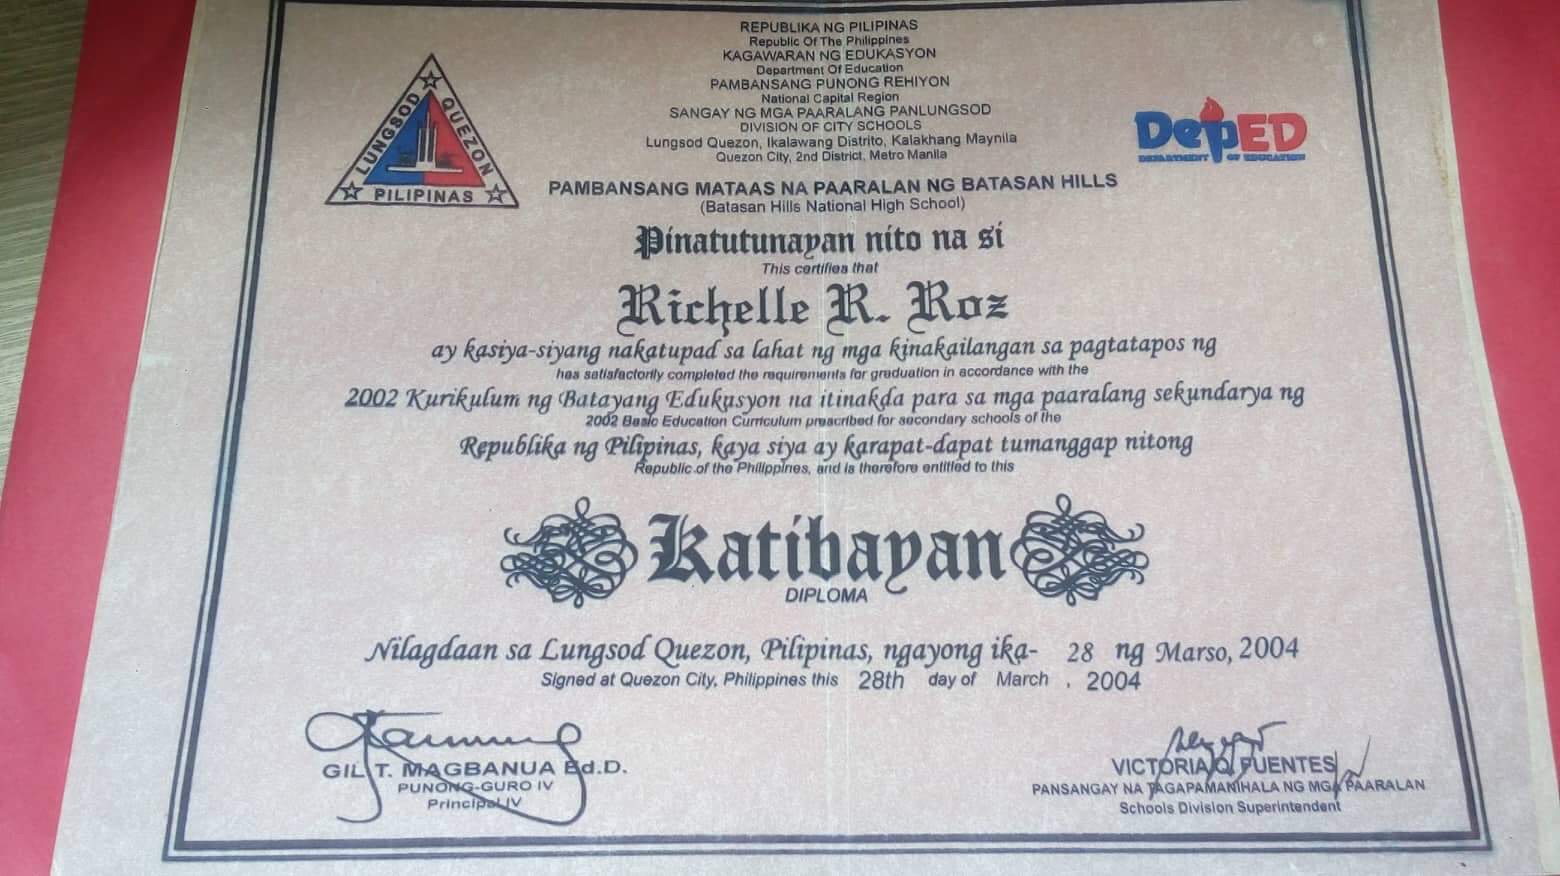 REPUBLIKA NG PILIPINAS
Republic Of The Philippines
KAGAWARAN NG EDUKASYON
Department Of Education
PAMBANSANG PUNONG REHIYON
National Capital Region
SANGAY NG MGA PAARALANG PANLUNGSOD
DIVISION OF CITY SCHOOLS
Lungsod Quezon, Ikalawang Distrito, Kalakhang Maynila
Quezon City, 2nd District, Metro Manila
LUNGSOD QUEZON
PILIPINAS
DepED
DEPARTMENT OF EDUCATION
PAMBANSANG MATAAS NA PAARALAN NG BATASAN HILLS
(Batasan Hills National High School)
Pinatutunayan nito na si
This certifies that
Richelle R. Roz
ay kasiya-siyang nakatupad sa lahat ng mga kinakailangan sa pagtatapos ng
has satisfactorily completed the requirements for graduation in accordance with the
2002 Kurikulum ng Batayang Edukasyon na itinakda para sa mga paaralang sekundarya ng
2002 Basic Education Curriculum prescribed for secondary schools of the
Republika ng Pilipinas, kaya siya ay karapat-dapat tumanggap nitong
Republic of the Philippines, and is therefore entitled to this
Katibayan
DIPLOMA
Nilagdaan sa Lungsod Quezon, Pilipinas, ngayong ika- 28 ng Marso, 2004
Signed at Quezon City, Philippines this 28th day of March , 2004
GIL T. MAGBANUA Ed.D.
PUNONG-GURO IV
Principal IV
VICTORIA Q. FUENTES
PANSANGAY NA TAGAPAMANIHALA NG MGA PAARALAN
Schools Division Superintendent